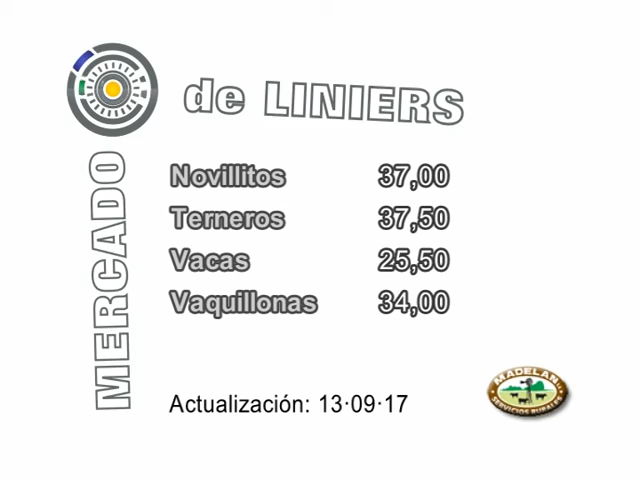 MERCADO
de LINIERS
Novillitos 37,00
Terneros 37,50
Vacas 25,50
Vaquillonas 34,00
Actualización: 13·09·17
MADELAN
SERVICIOS RURALES